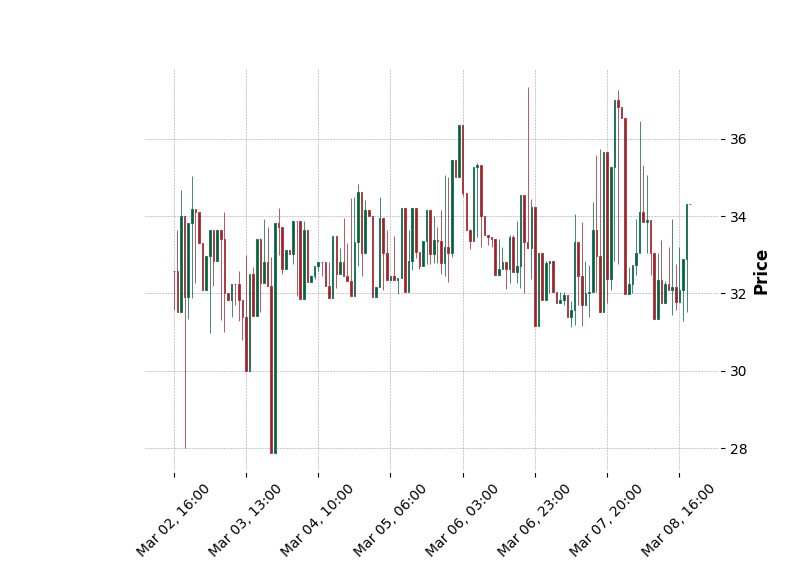 36
34
32
30
28
Price
Mar 02, 16:00
Mar 03, 13:00
Mar 04, 10:00
Mar 05, 06:00
Mar 06, 03:00
Mar 06, 23:00
Mar 07, 20:00
Mar 08, 16:00